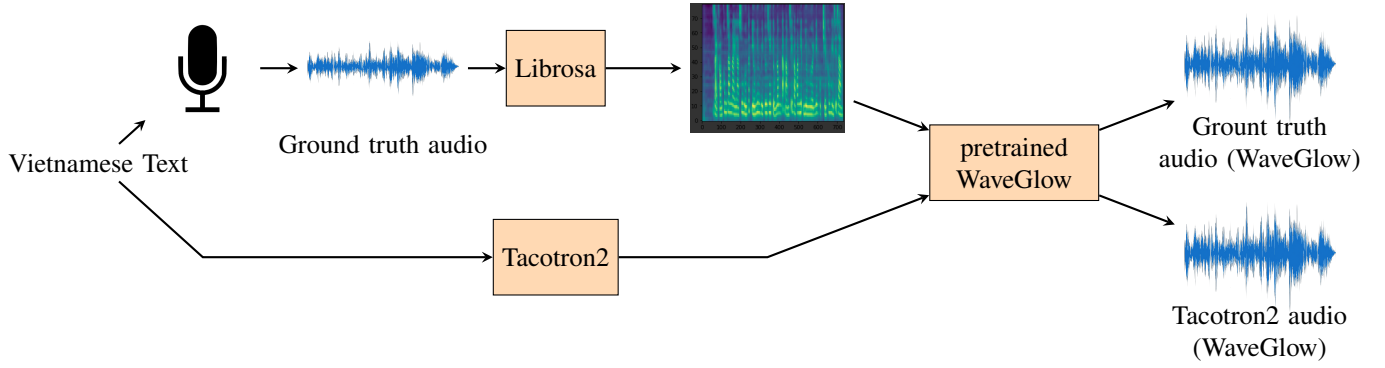 Librosa
Ground truth audio
Vietnamese Text
pretrained
WaveGlow
Grount truth
audio (WaveGlow)
Tacotron2
Tacotron2 audio
(WaveGlow)